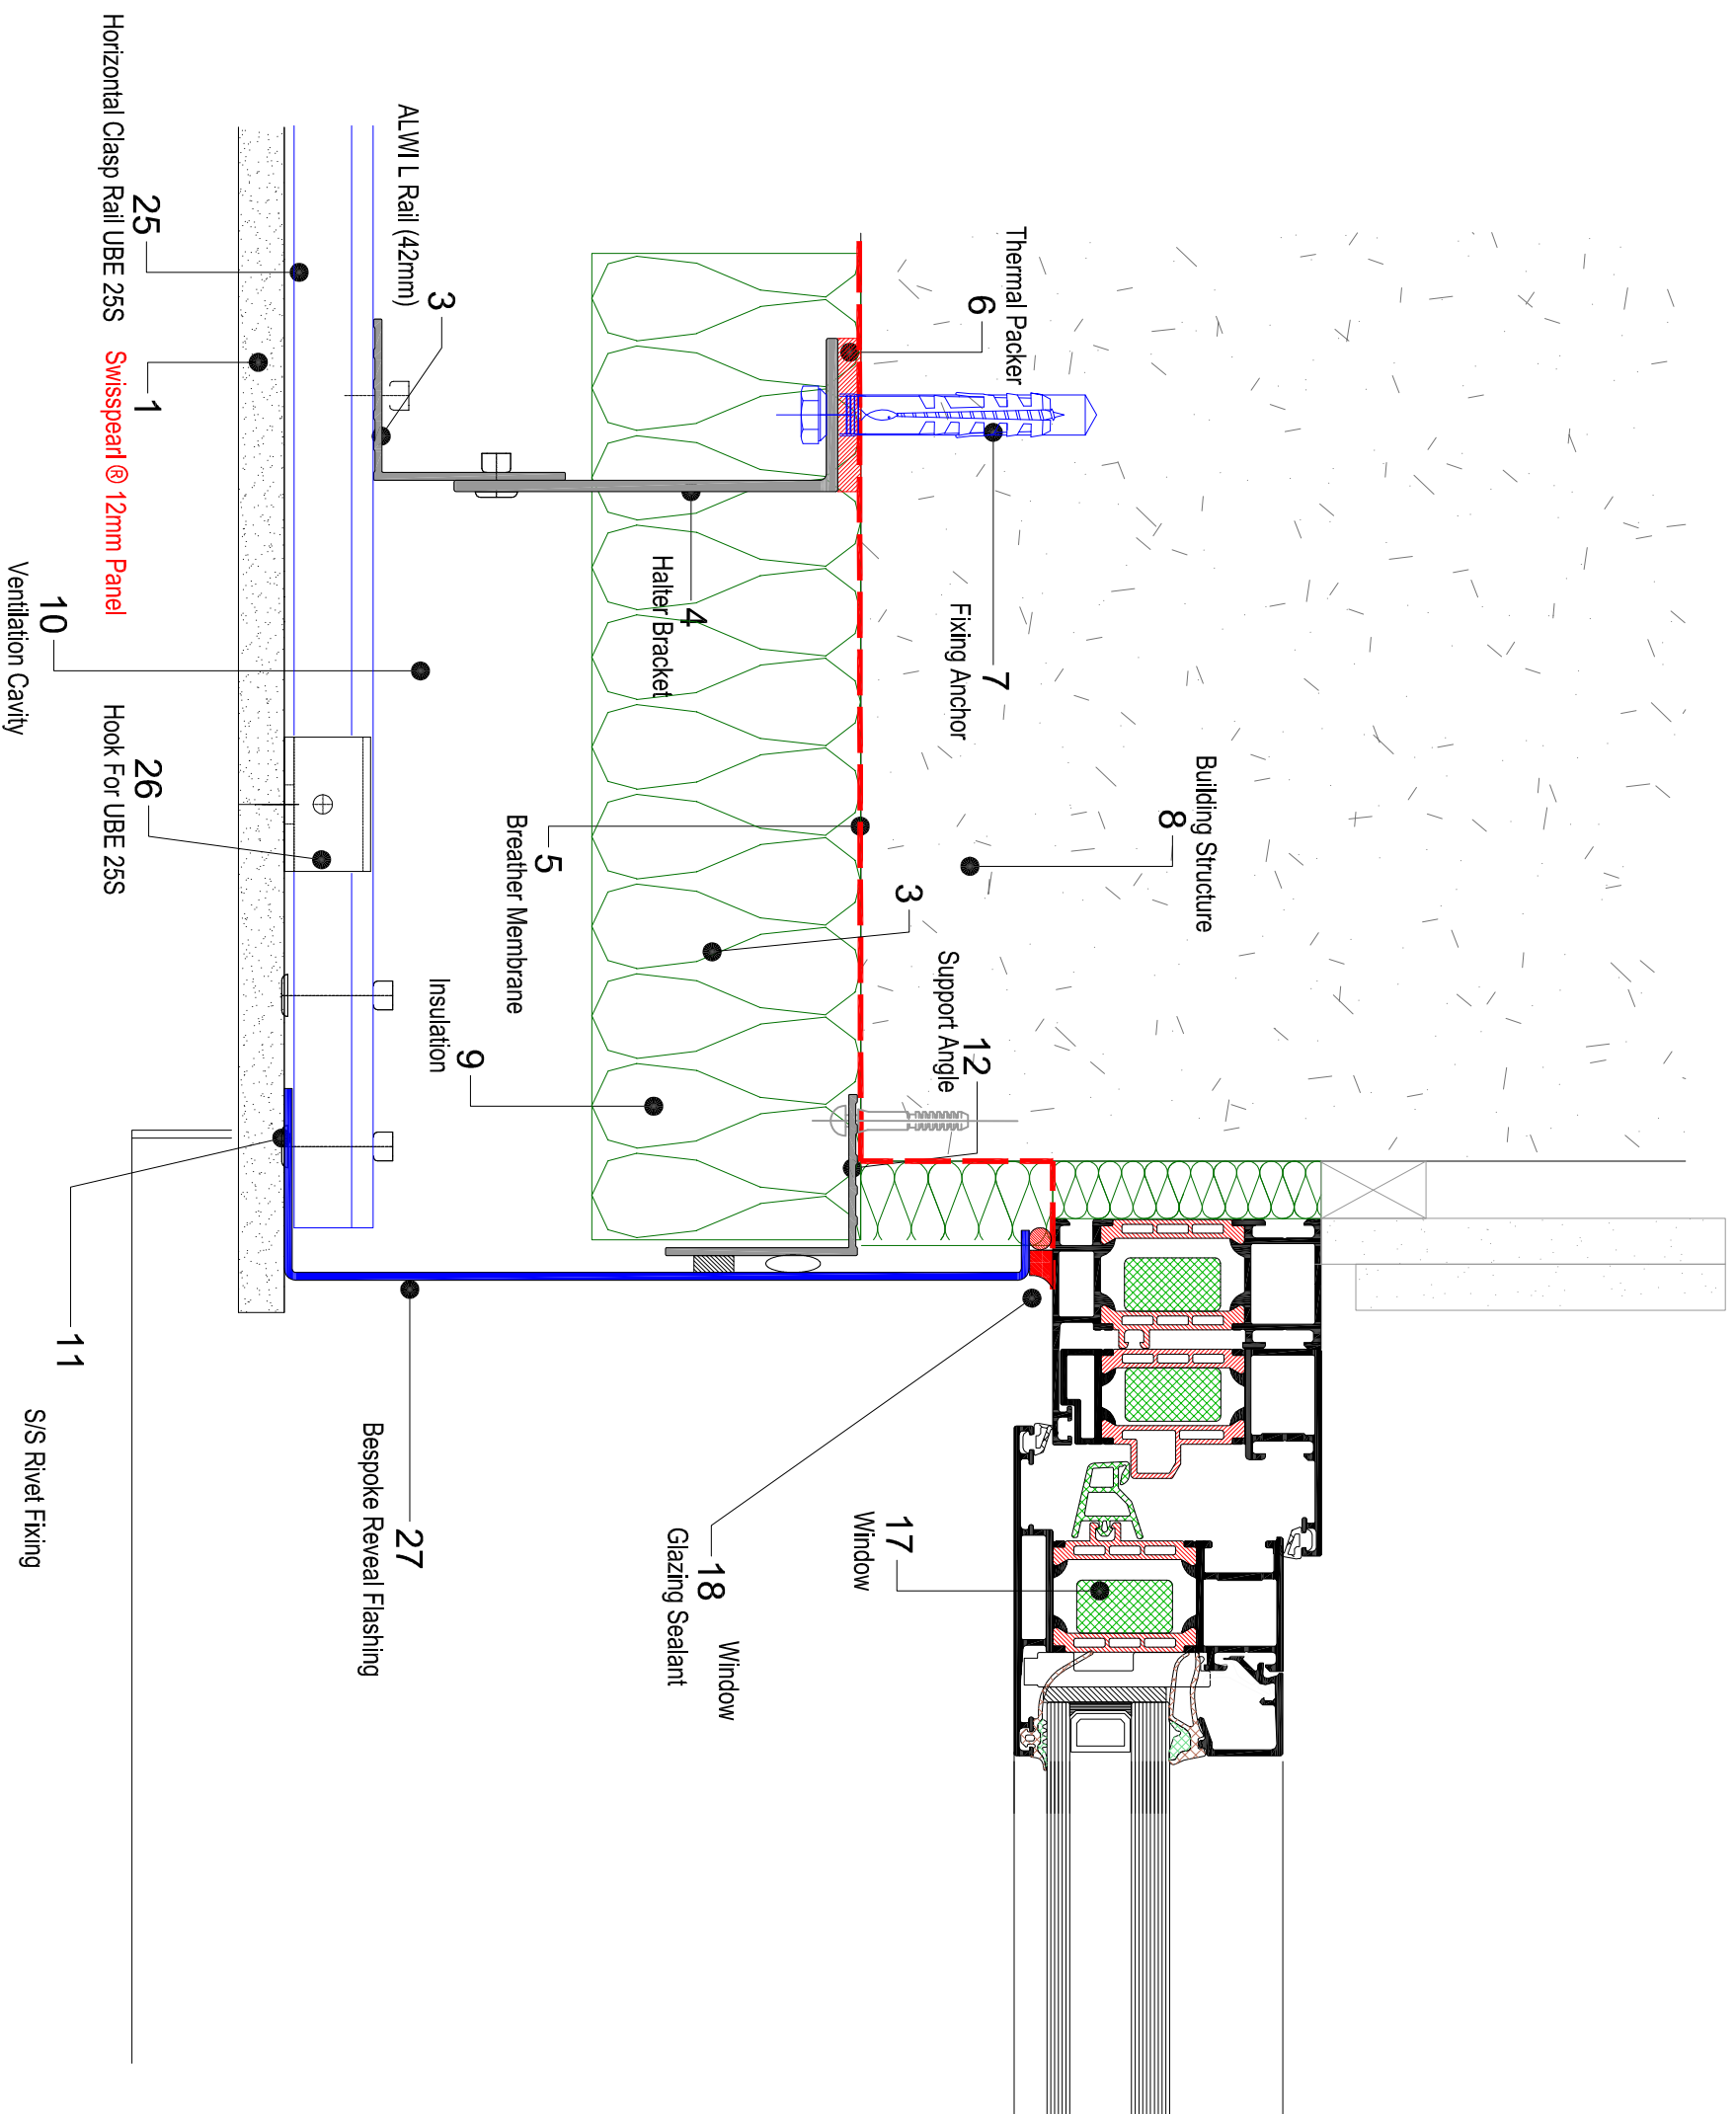 Building Structure
8
Thermal Packer
6
7
Fixing Anchor
12
Support Angle
3
17
Window
4
Halter Bracket
5
Breather Membrane
18
Glazing Sealant
Window
3
ALWI L Rail (42mm)
9
Insulation
27
Bespoke Reveal Flashing
25
Horizontal Clasp Rail UBE 25S
1
Swisspearl ® 12mm Panel
26
Hook For UBE 25S
10
Ventilation Cavity
11
S/S Rivet Fixing